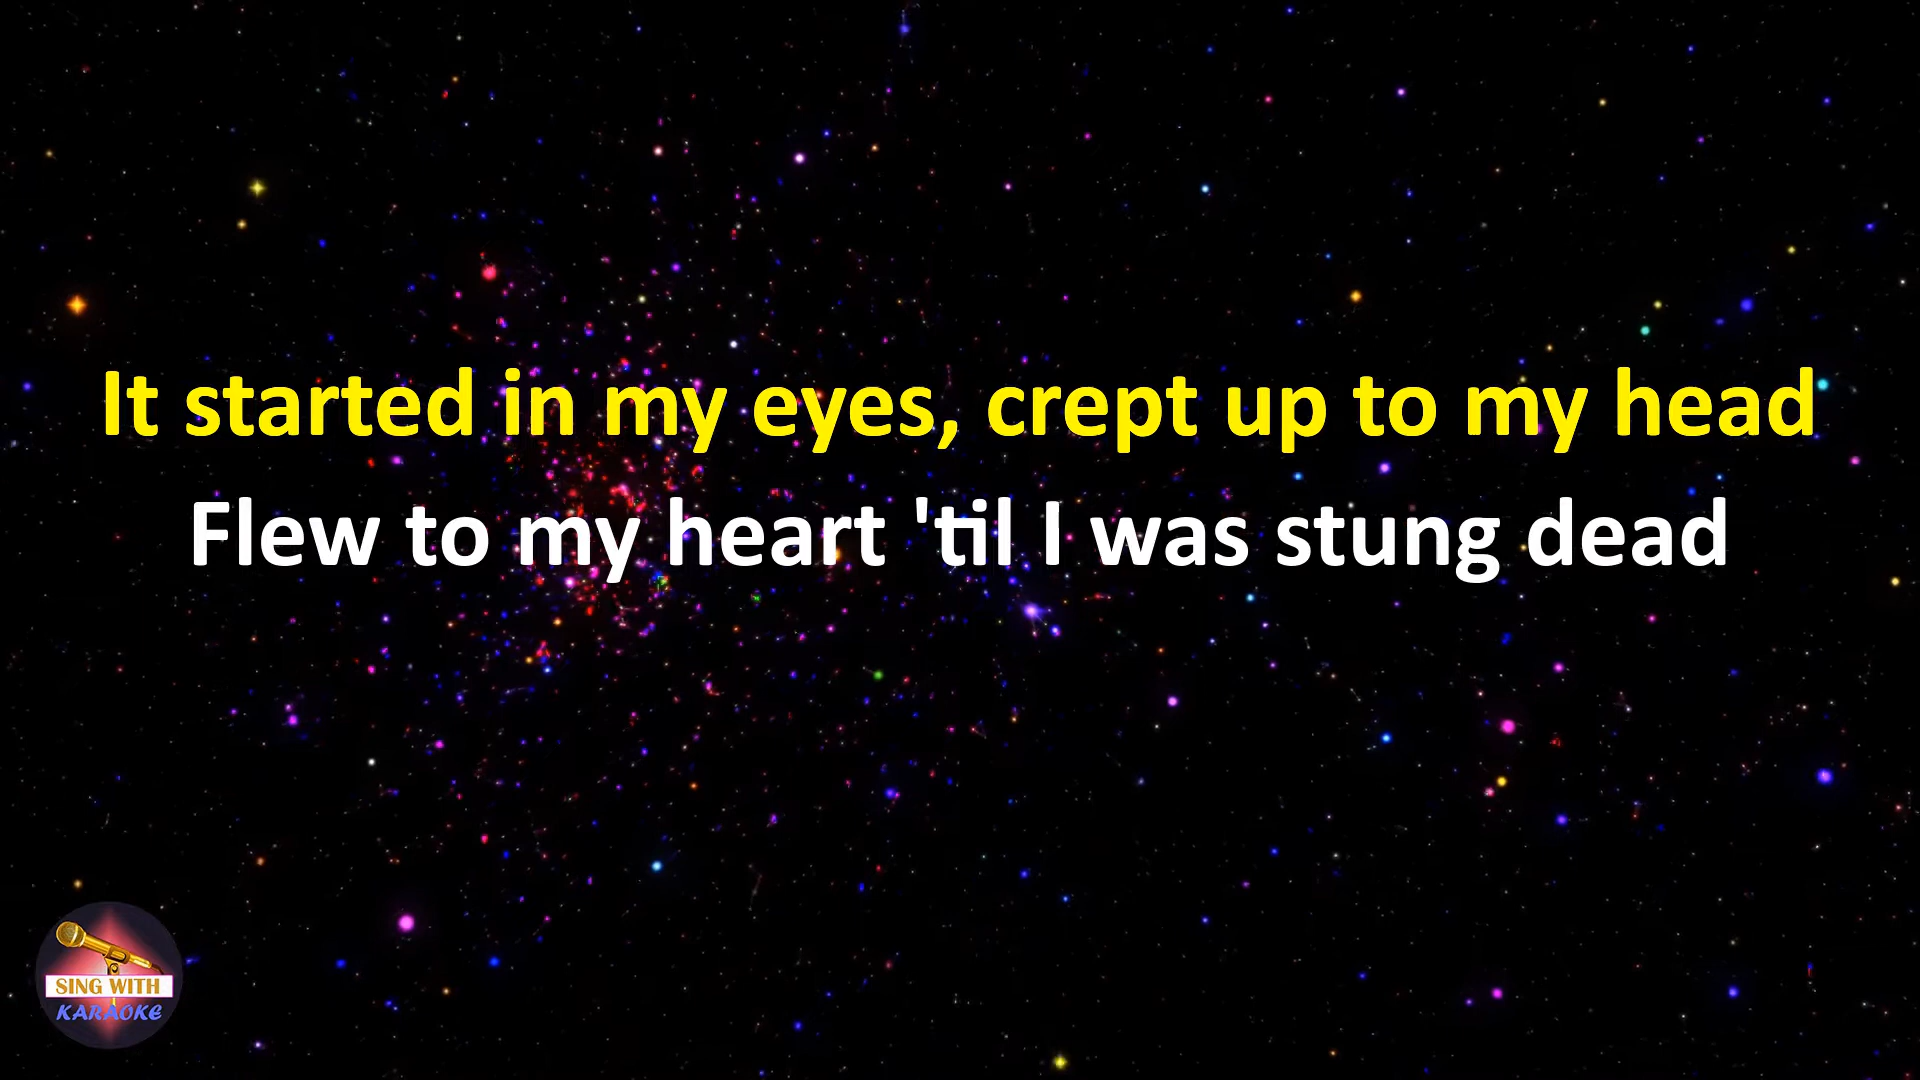 It started in my eyes, crept up to my head
Flew to my heart 'til I was stung dead
SING WITH
KARAOKE